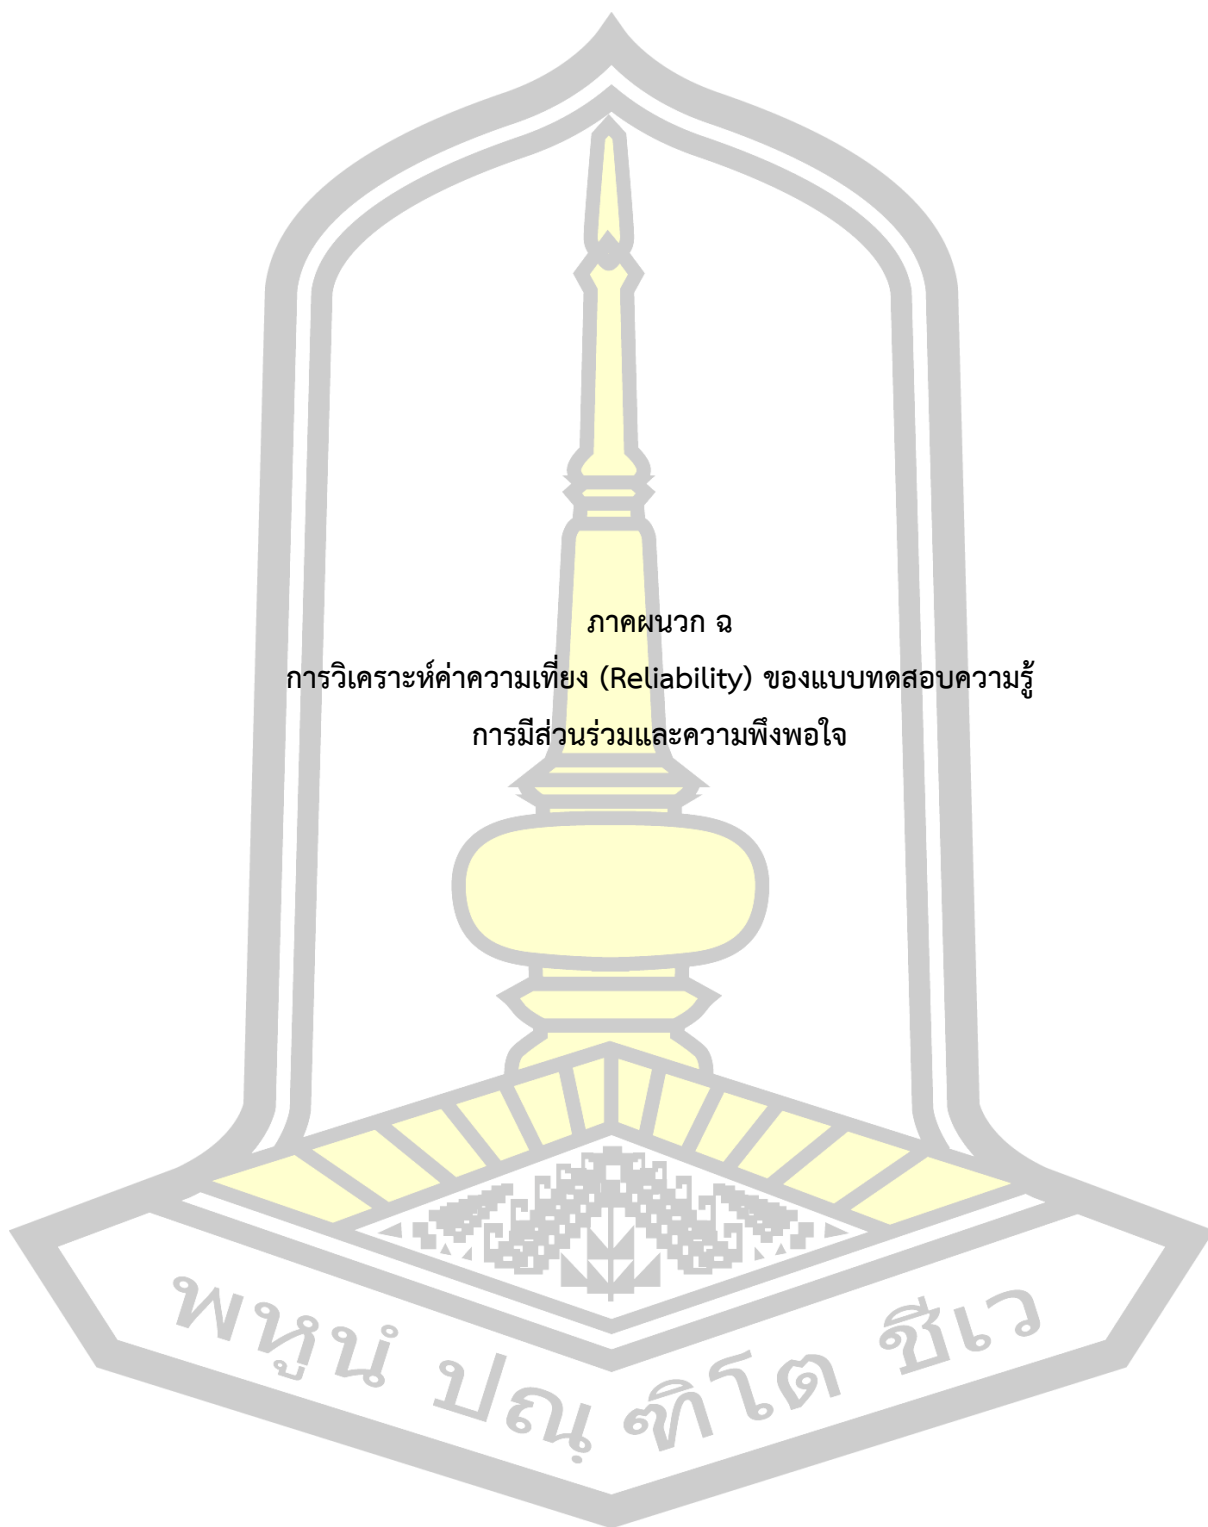 ภาคผนวก ฉ
การวิเคราะห์ค่าความเที่ยง (Reliability) ของแบบทดสอบความรู้
การมีส่วนร่วมและความพึงพอใจ
พหูนํ ปณฺฑิโต ชีเว